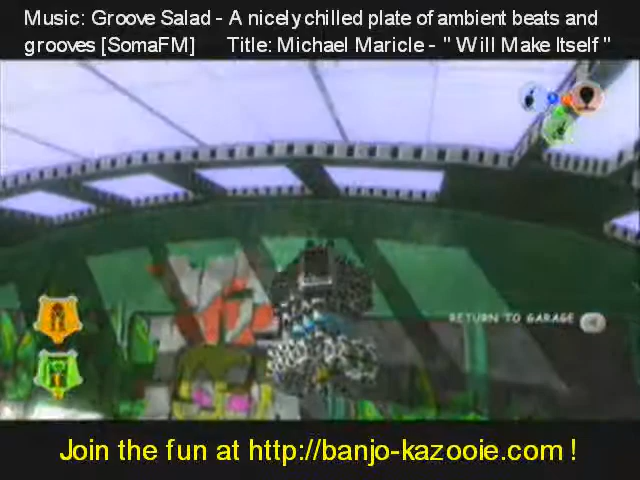 Music: Groove Salad - A nicely chilled plate of ambient beats and
grooves [SomaFM] Title: Michael Maricle - " Will Make Itself "
RETURN TO GARAGE
Join the fun at http://banjo-kazooie.com !